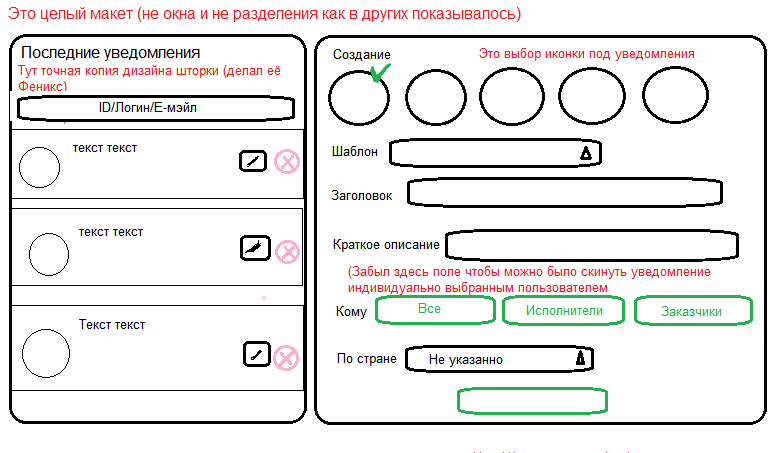 Это целый макет (не окна и не разделения как в других показывалось)
Последние уведомления
Тут точная копия дизайна шторки (делал её
Феникс)
ID/Логин/Е-мэйл
текст текст
текст текст
Текст текст
Создание
Это выбор иконки под уведомления
Шаблон
Заголовок
Краткое описание
(Забыл здесь поле чтобы можно было скинуть уведомление
индивидуально выбранным пользователем
Кому
Все
Исполнители
Заказчики
По стране
Не указанно